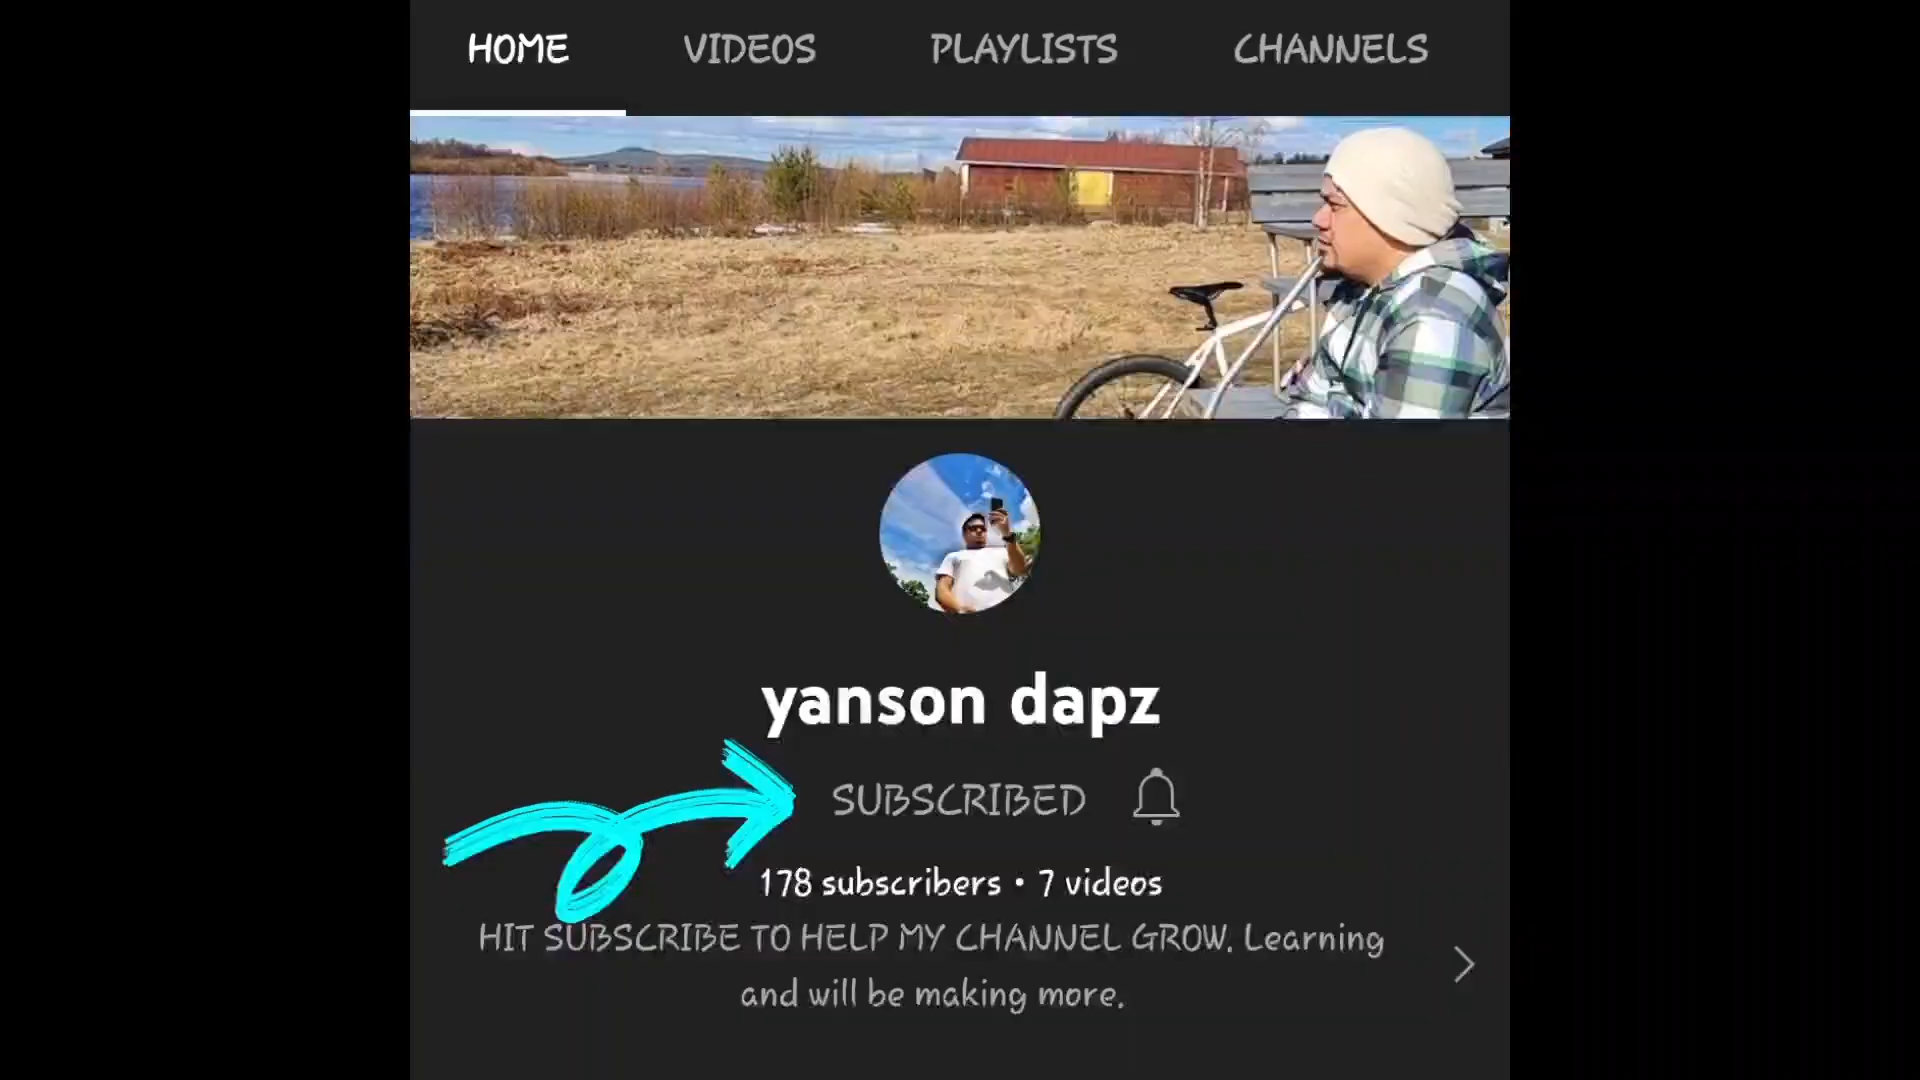 HOME VIDEOS PLAYLISTS CHANNELS
yanson dapz
SUBSCRIBED
178 subscribers • 7 videos
HIT SUBSCRIBE TO HELP MY CHANNEL GROW. Learning
and will be making more.